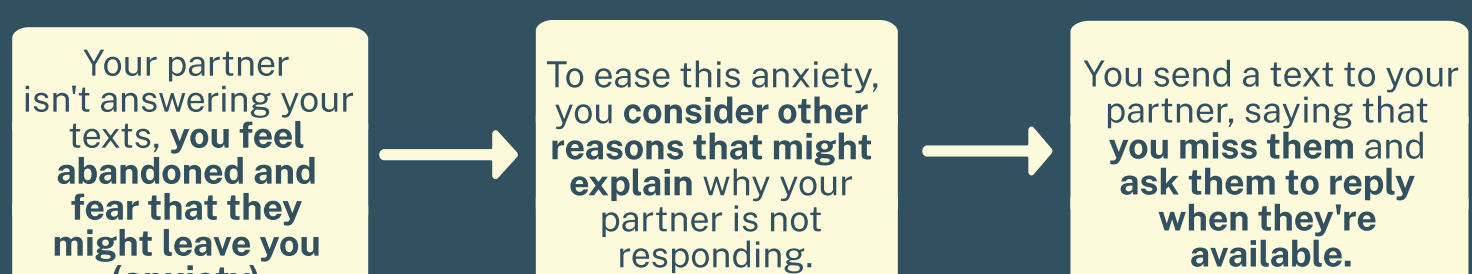 Your partner
isn't answering your
texts, you feel
abandoned and
fear that they
might leave you
(anxiety)
To ease this anxiety,
you consider other
reasons that might
explain why your
partner is not
responding.
You send a text to your
partner, saying that
you miss them and
ask them to reply
when they're
available.